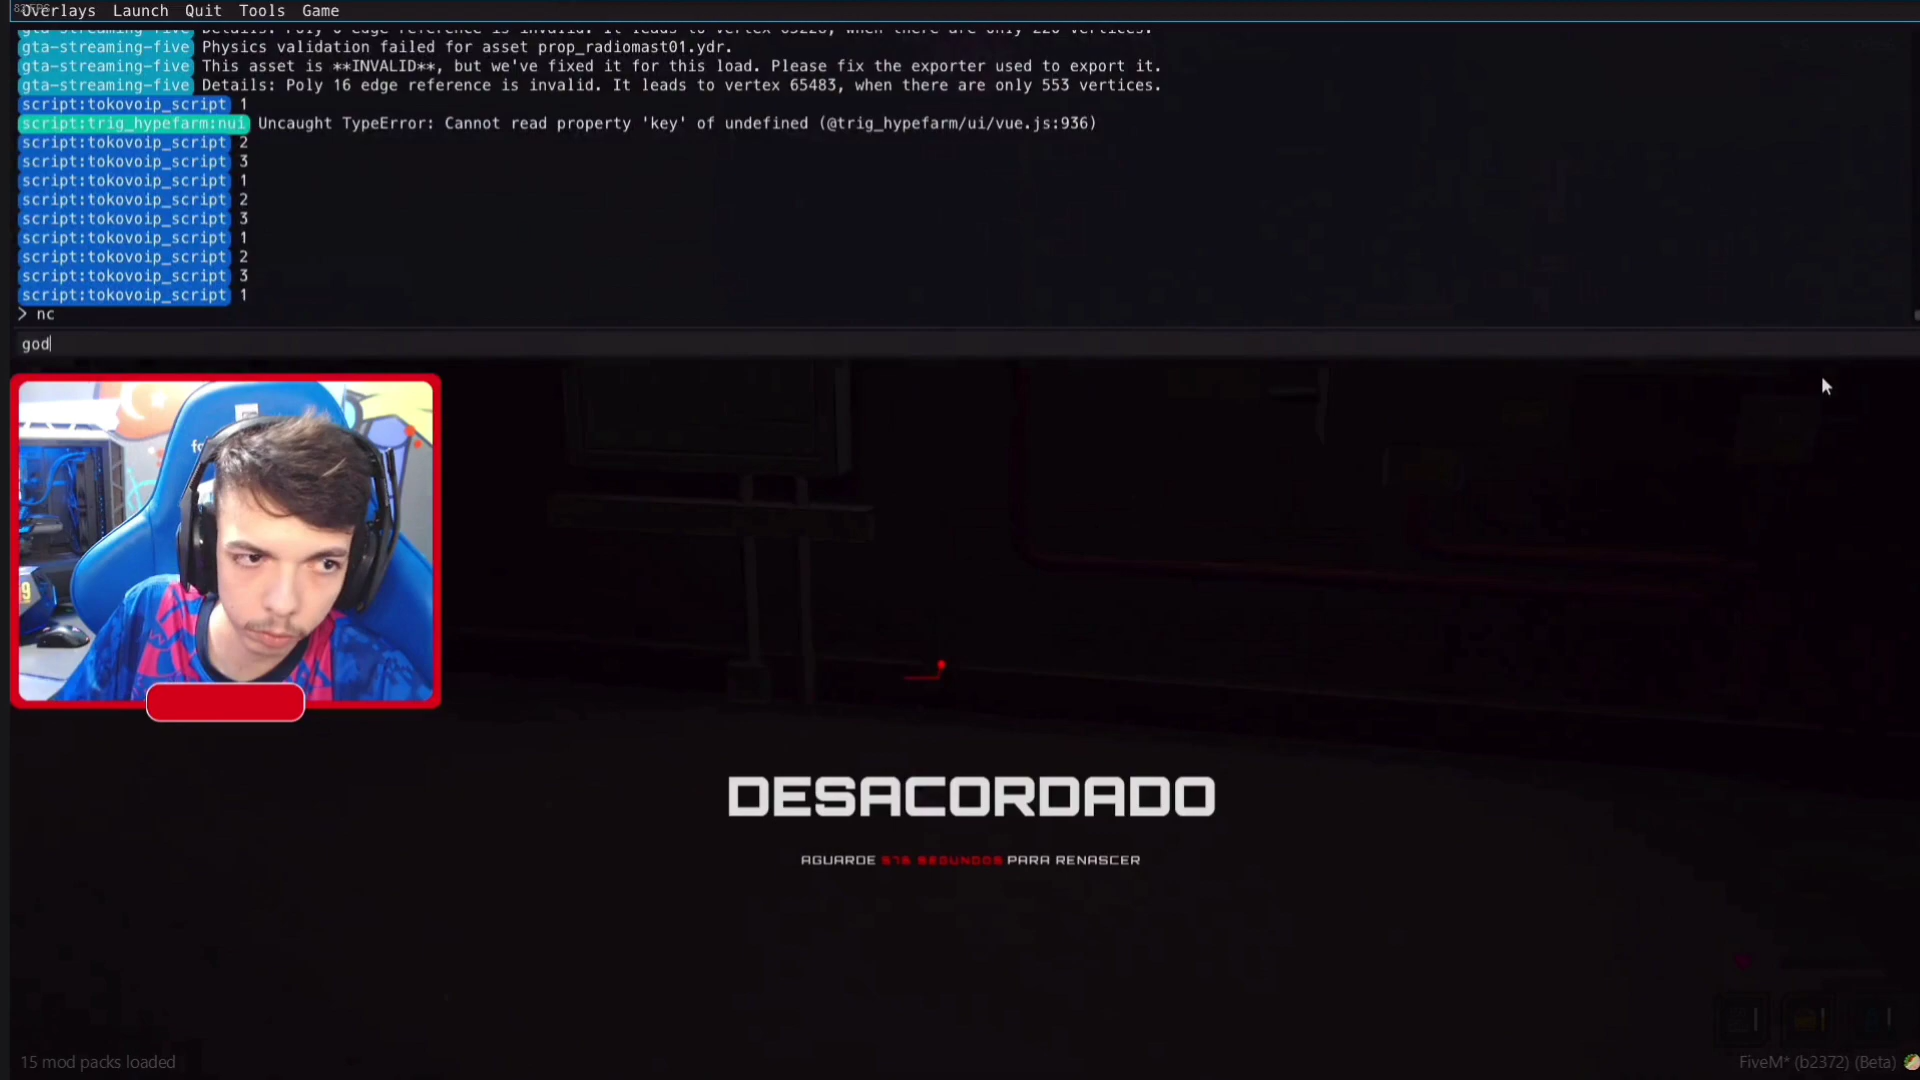 Overlays Launch Quit Tools Game
gta-streaming-five Physics validation failed for asset prop_radiomast01.ydr.
gta-streaming-five This asset is **INVALID**, but we've fixed it for this load. Please fix the exporter used to export it.
gta-streaming-five Details: Poly 16 edge reference is invalid. It leads to vertex 65483, when there are only 553 vertices.
script:tokovoip_script 1
script:trig_hypefarm:nui Uncaught TypeError: Cannot read property 'key' of undefined (@trig_hypefarm/ui/vue.js:936)
script:tokovoip_script 2
script:tokovoip_script 3
script:tokovoip_script 1
script:tokovoip_script 2
script:tokovoip_script 3
script:tokovoip_script 1
script:tokovoip_script 2
script:tokovoip_script 3
script:tokovoip_script 1
> nc
god
DESACORDADO
AGUARDE SEGUNDOS PARA RENASCER
15 mod packs loaded
FiveM* (b2372) (Beta)